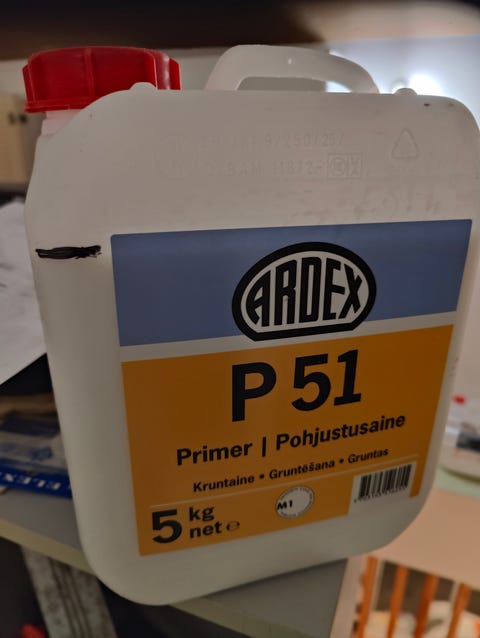 ARDEX
P 51
Primer | Pohjustusaine
Kruntaine • Gruntēšana • Gruntas
5 kg
net e
M1